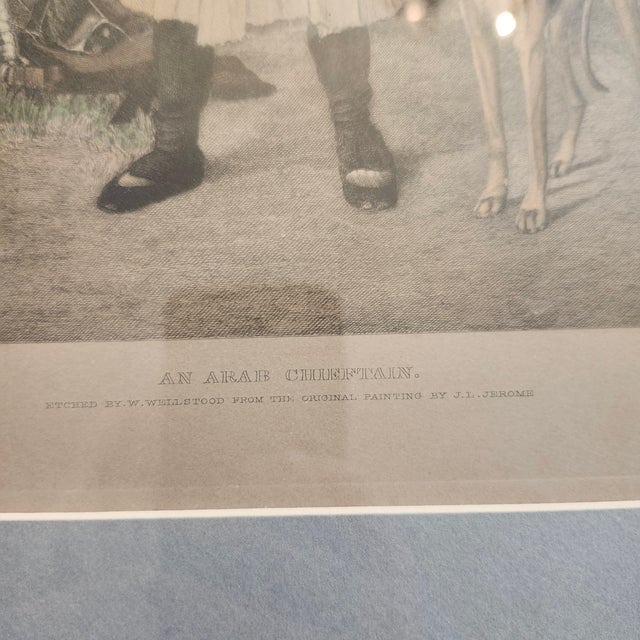 AN ARAB CHIEFTAIN.
ETCHED BY.W.WELLSTOOD FROM THE ORIGINAL PAINTING BY J.L.JEROME